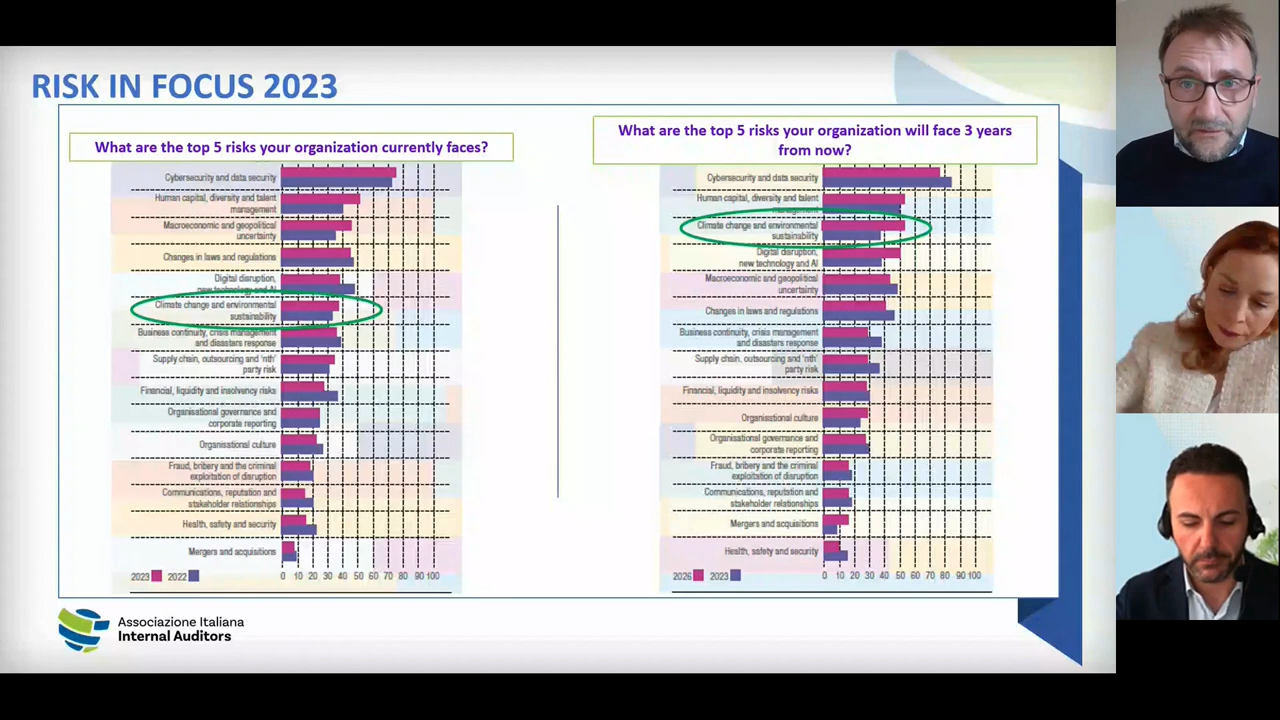 RISK IN FOCUS 2023
What are the top 5 risks your organization currently faces?
Cybersecurity and data security
Human capital, diversity and talent
management
Macroeconomic and geopolitical
uncertainty
Changes in laws and regulations
Digital disruption,
new technology and AI
Climate change and environmental
sustainability
Business continuity, crisis management
and disasters response
Supply chain, outsourcing and 'nth'
party risk
Financial, liquidity and insolvency risks
Organisational governance and
corporate reporting
Organisational culture
Fraud, bribery and the criminal
exploitation of disruption
Communications, reputation and
stakeholder relationships
Health, safety and security
Mergers and acquisitions
2023 2022 0 10 20 30 40 50 60 70 80 90 100
What are the top 5 risks your organization will face 3 years
from now?
Cybersecurity and data security
Human capital, diversity and talent
management
Climate change and environmental
sustainability
Digital disruption,
new technology and AI
Macroeconomic and geopolitical
uncertainty
Changes in laws and regulations
Business continuity, crisis management
and disasters response
Supply chain, outsourcing and 'nth'
party risk
Financial, liquidity and insolvency risks
Organisational culture
Organisational governance and
corporate reporting
Fraud, bribery and the criminal
exploitation of disruption
Communications, reputation and
stakeholder relationships
Mergers and acquisitions
Health, safety and security
2026 2023 0 10 20 30 40 50 60 70 80 90 100
Associazione Italiana
Internal Auditors